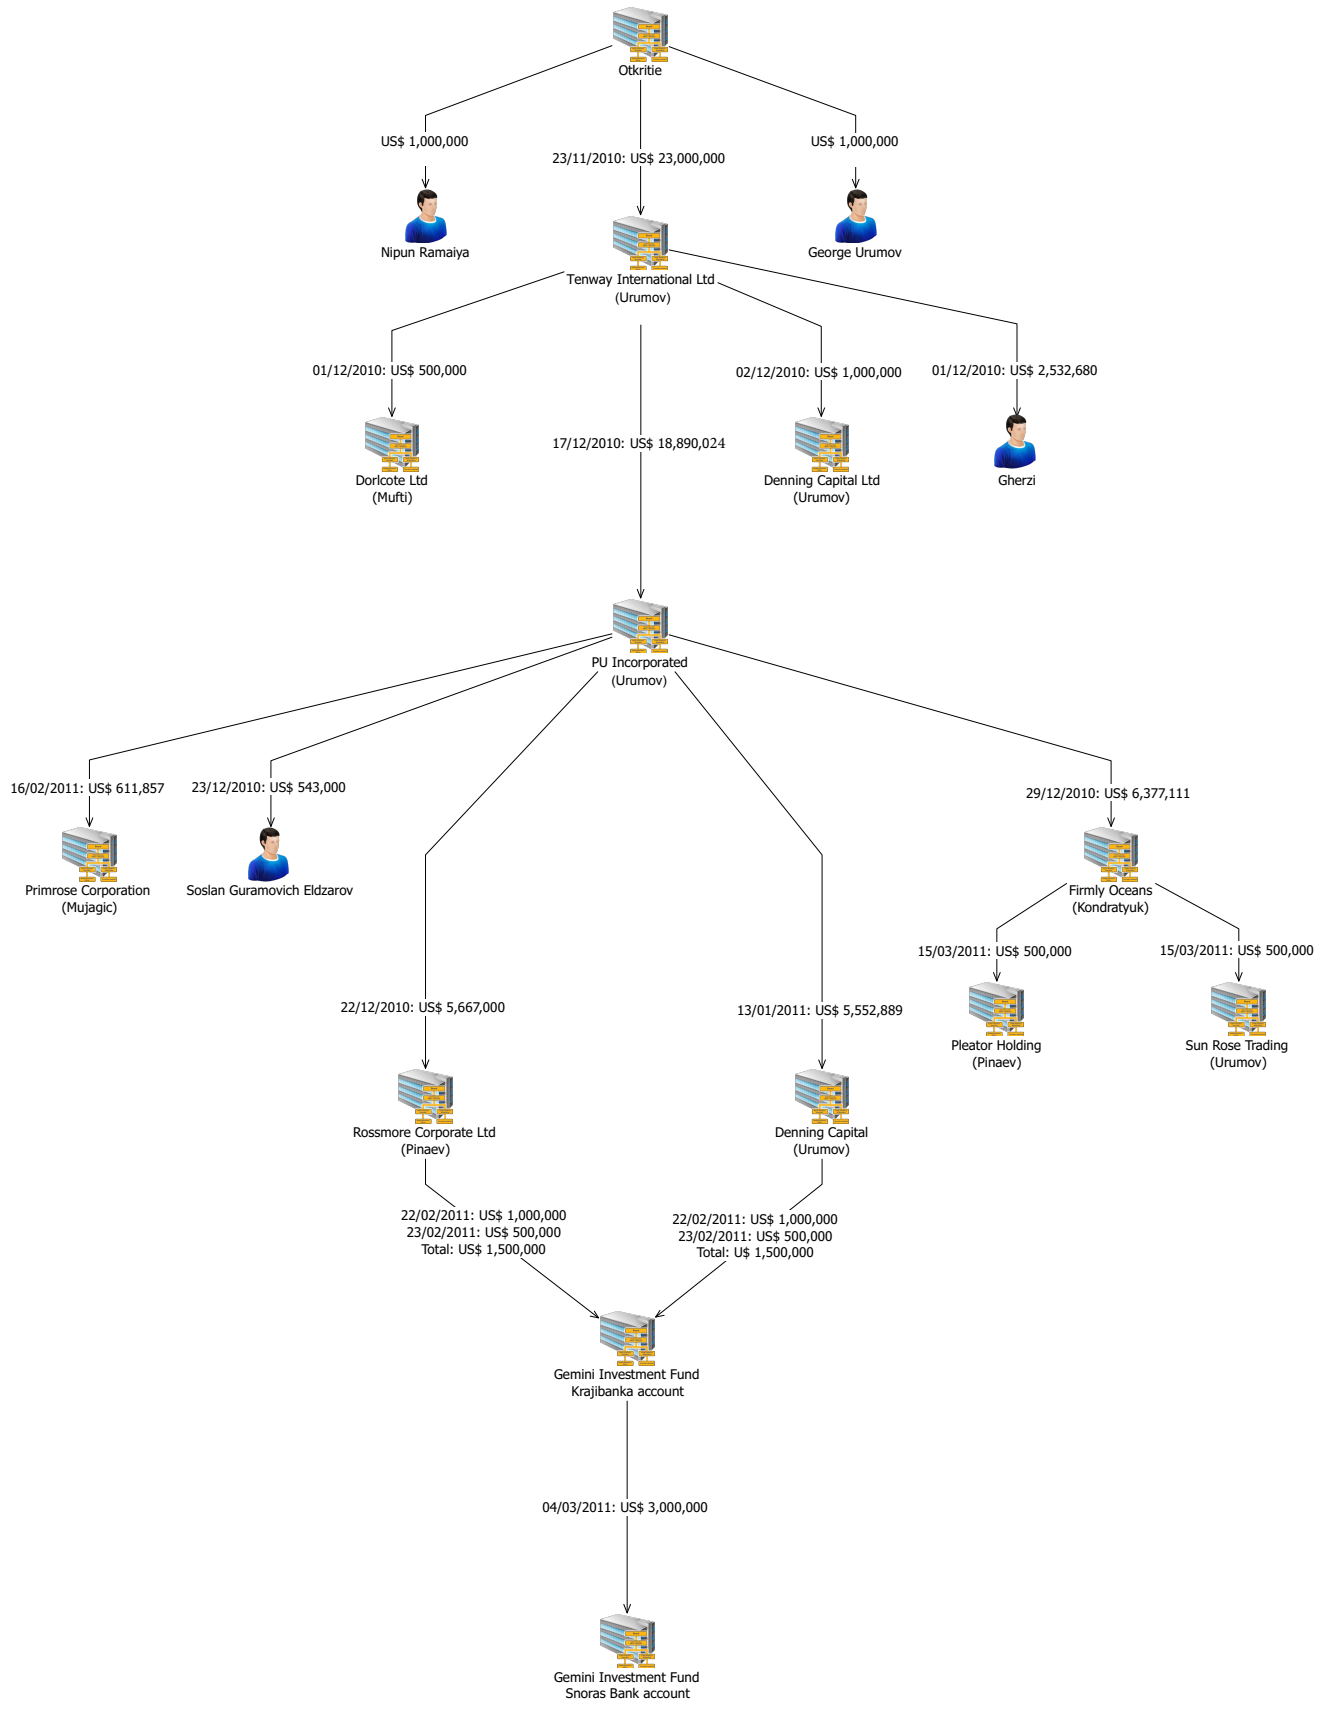 Otkritie
US$ 1,000,000
23/11/2010: US$ 23,000,000
US$ 1,000,000
Nipun Ramaiya
George Urumov
Tenway International Ltd
(Urumov)
01/12/2010: US$ 500,000
17/12/2010: US$ 18,890,024
02/12/2010: US$ 1,000,000
01/12/2010: US$ 2,532,680
Dorlcote Ltd
(Mufti)
Denning Capital Ltd
(Urumov)
Gherzi
PU Incorporated
(Urumov)
16/02/2011: US$ 611,857
23/12/2010: US$ 543,000
29/12/2010: US$ 6,377,111
Primrose Corporation
(Mujagic)
Soslan Guramovich Eldzarov
Firmly Oceans
(Kondratyuk)
15/03/2011: US$ 500,000
15/03/2011: US$ 500,000
22/12/2010: US$ 5,667,000
13/01/2011: US$ 5,552,889
Pleator Holding
(Pinaev)
Sun Rose Trading
(Urumov)
Rossmore Corporate Ltd
(Pinaev)
Denning Capital
(Urumov)
22/02/2011: US$ 1,000,000
23/02/2011: US$ 500,000
Total: US$ 1,500,000
22/02/2011: US$ 1,000,000
23/02/2011: US$ 500,000
Total: U$ 1,500,000
Gemini Investment Fund
Krajibanka account
04/03/2011: US$ 3,000,000
Gemini Investment Fund
Snoras Bank account